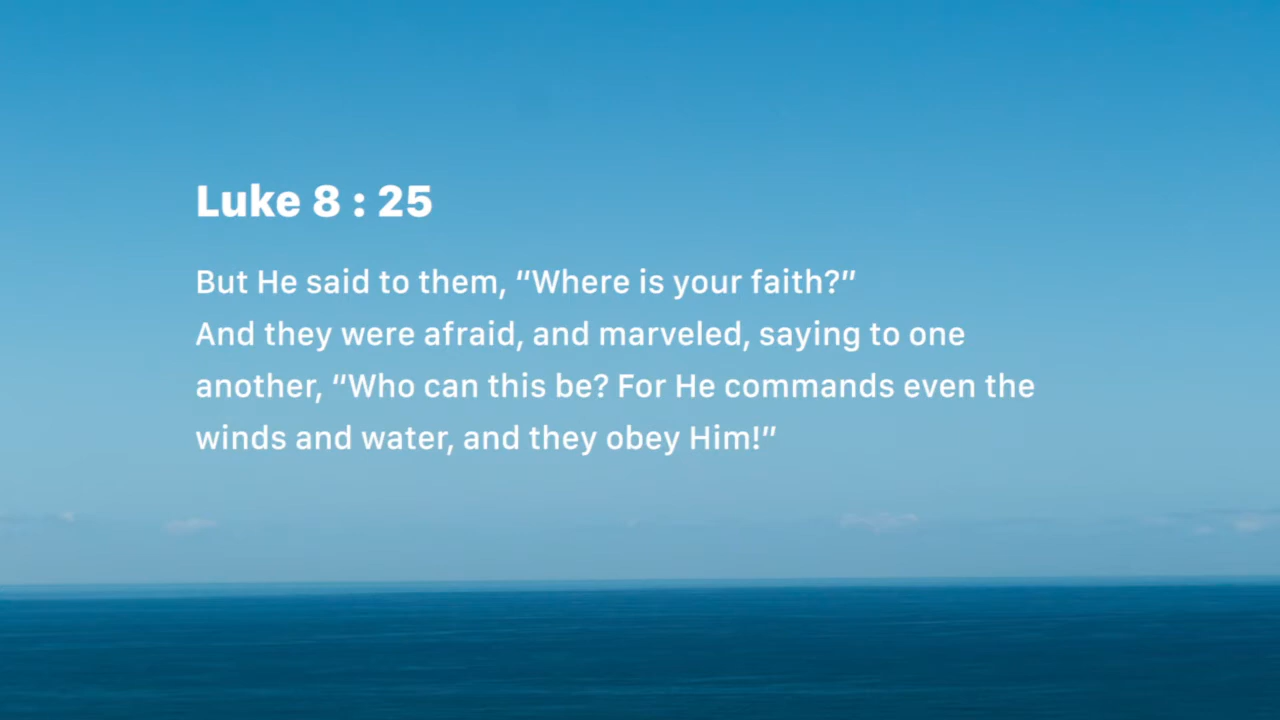 Luke 8 : 25
But He said to them, “Where is your faith?”
And they were afraid, and marveled, saying to one
another, “Who can this be? For He commands even the
winds and water, and they obey Him!”